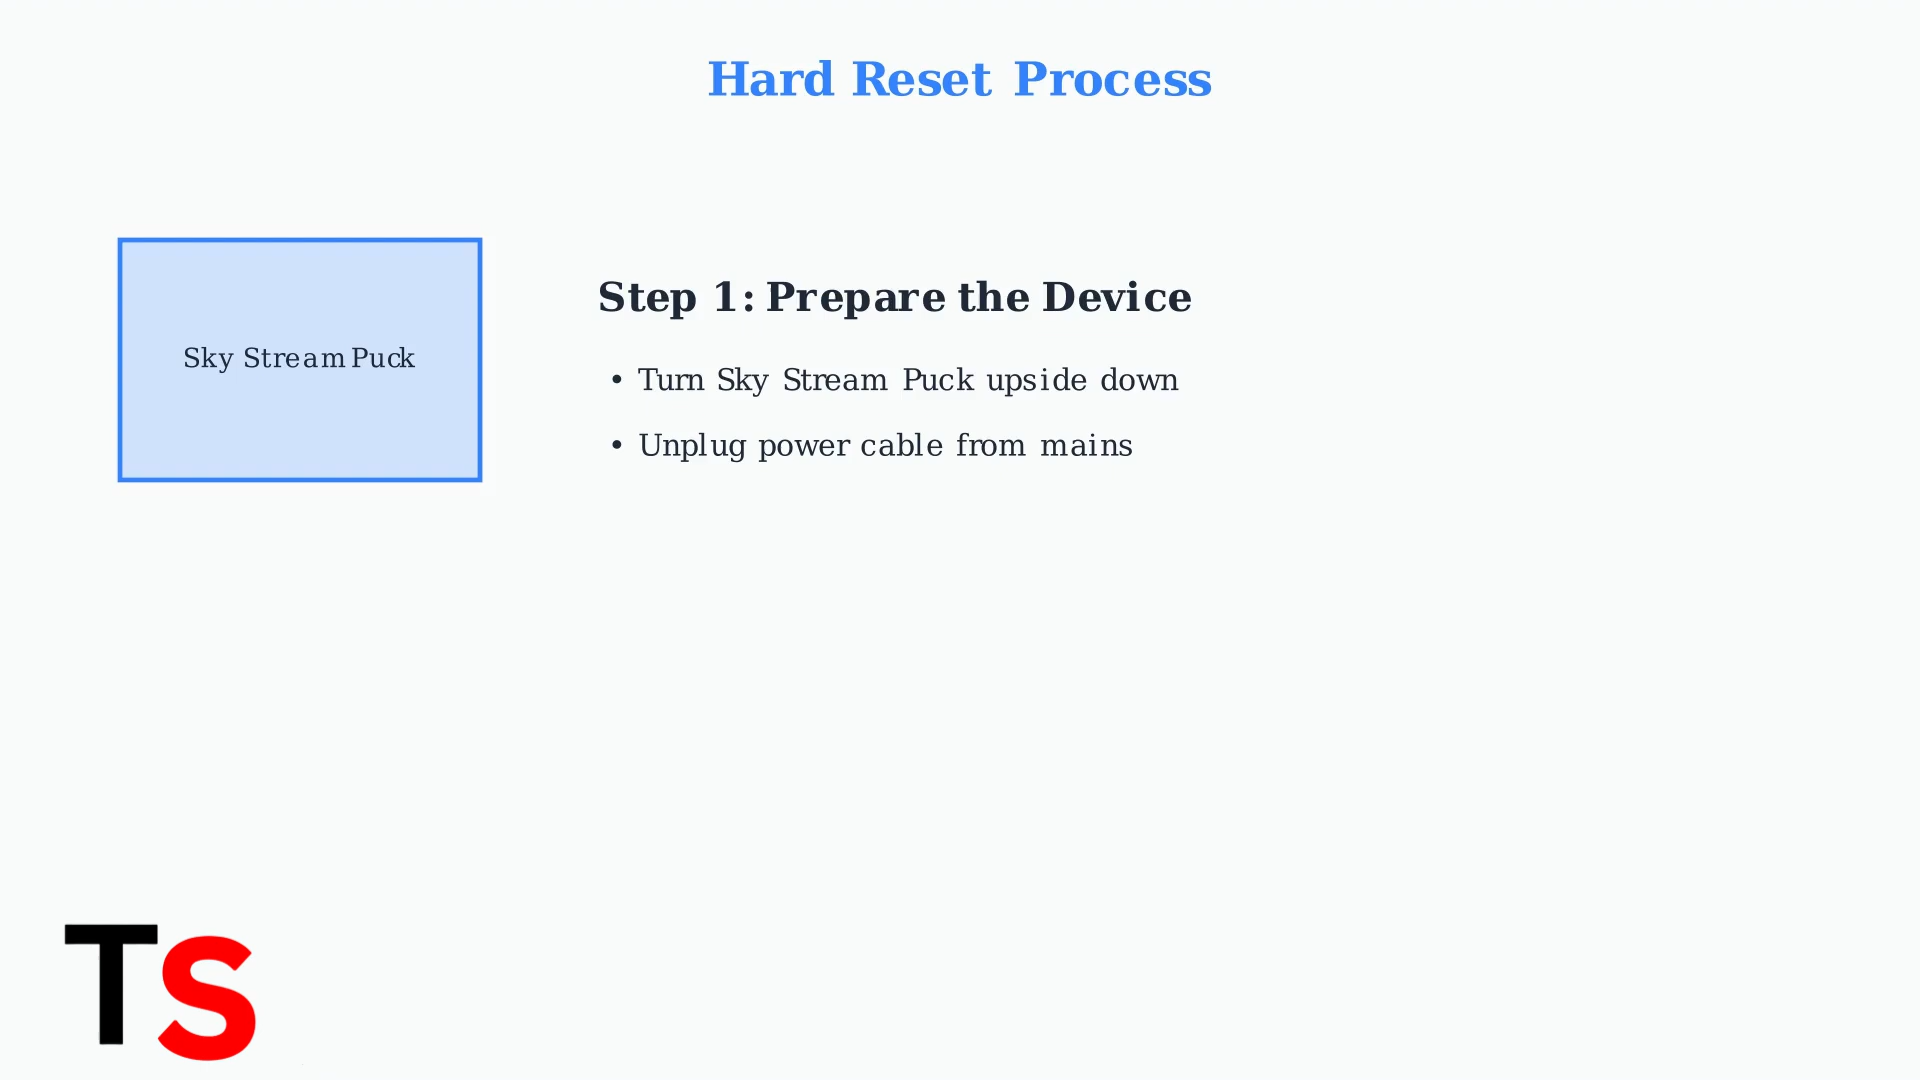 Hard Reset Process
Sky Stream Puck
Step 1: Prepare the Device
• Turn Sky Stream Puck upside down
• Unplug power cable from mains
TS